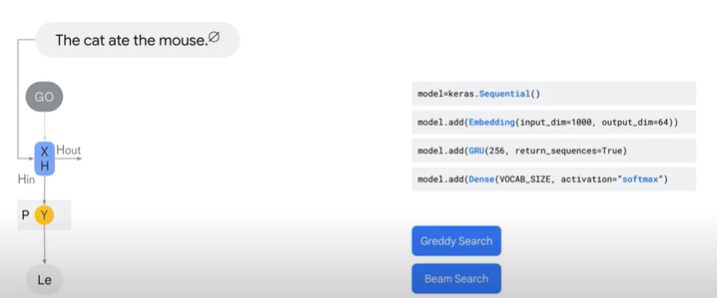 The cat ate the mouse.∅
GO
X
H
Hout
Hin
P
Y
Le
model=keras.Sequential()
model.add(Embedding(input_dim=1000, output_dim=64))
model.add(GRU(256, return_sequences=True)
model.add(Dense(VOCAB_SIZE, activation="softmax")
Greddy Search
Beam Search